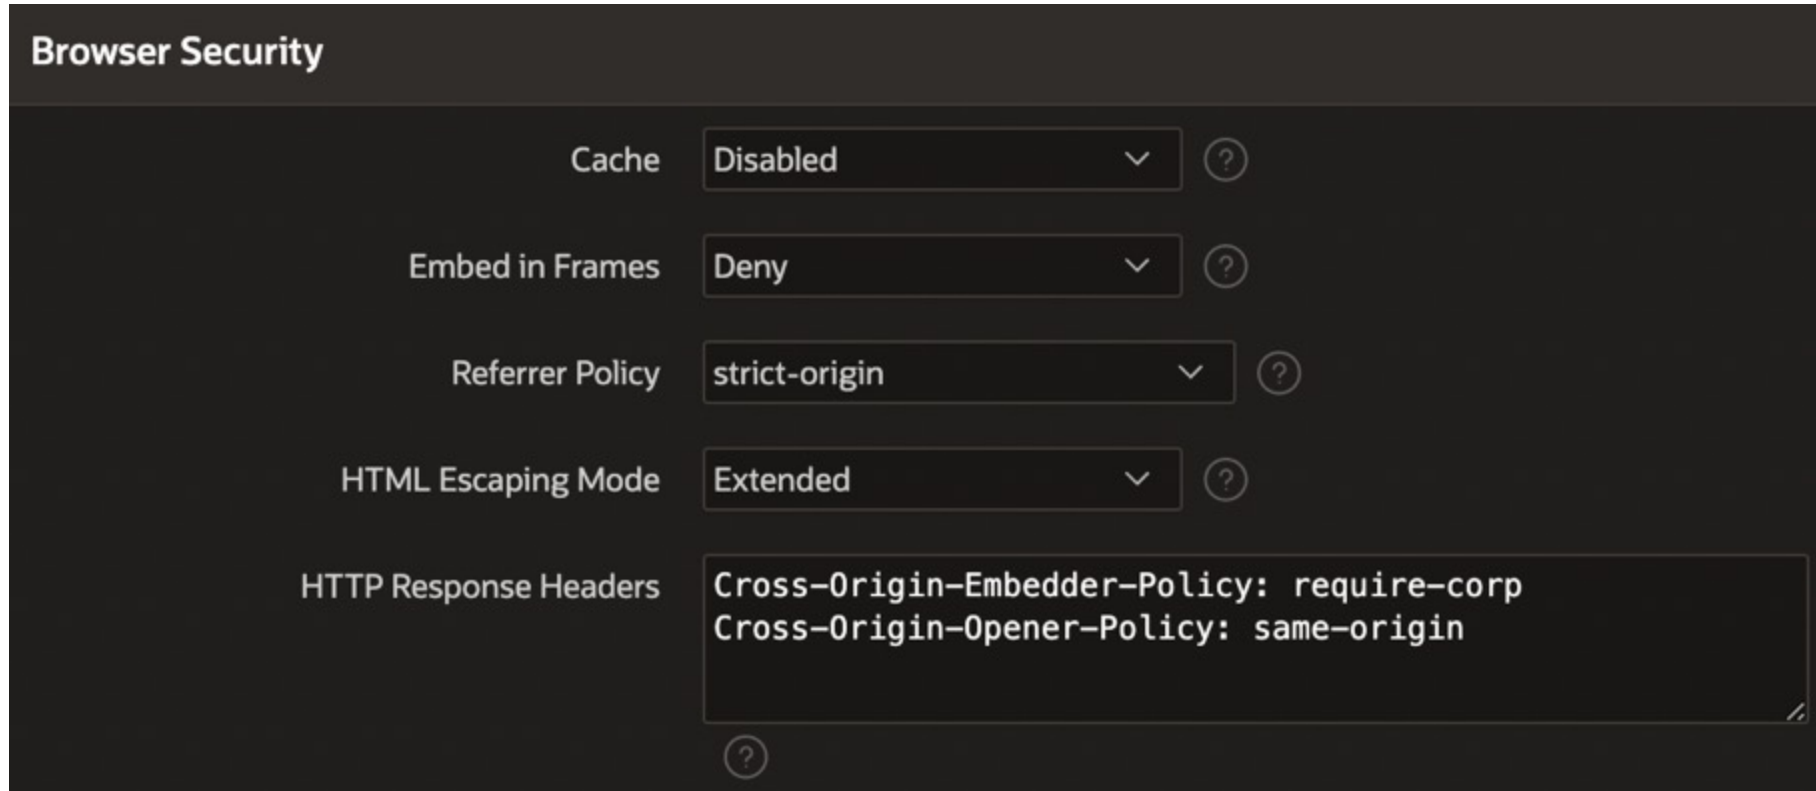 Browser Security
Cache Disabled ?
Embed in Frames Deny ?
Referrer Policy strict-origin ?
HTML Escaping Mode Extended ?
HTTP Response Headers Cross-Origin-Embedder-Policy: require-corp
Cross-Origin-Opener-Policy: same-origin
?